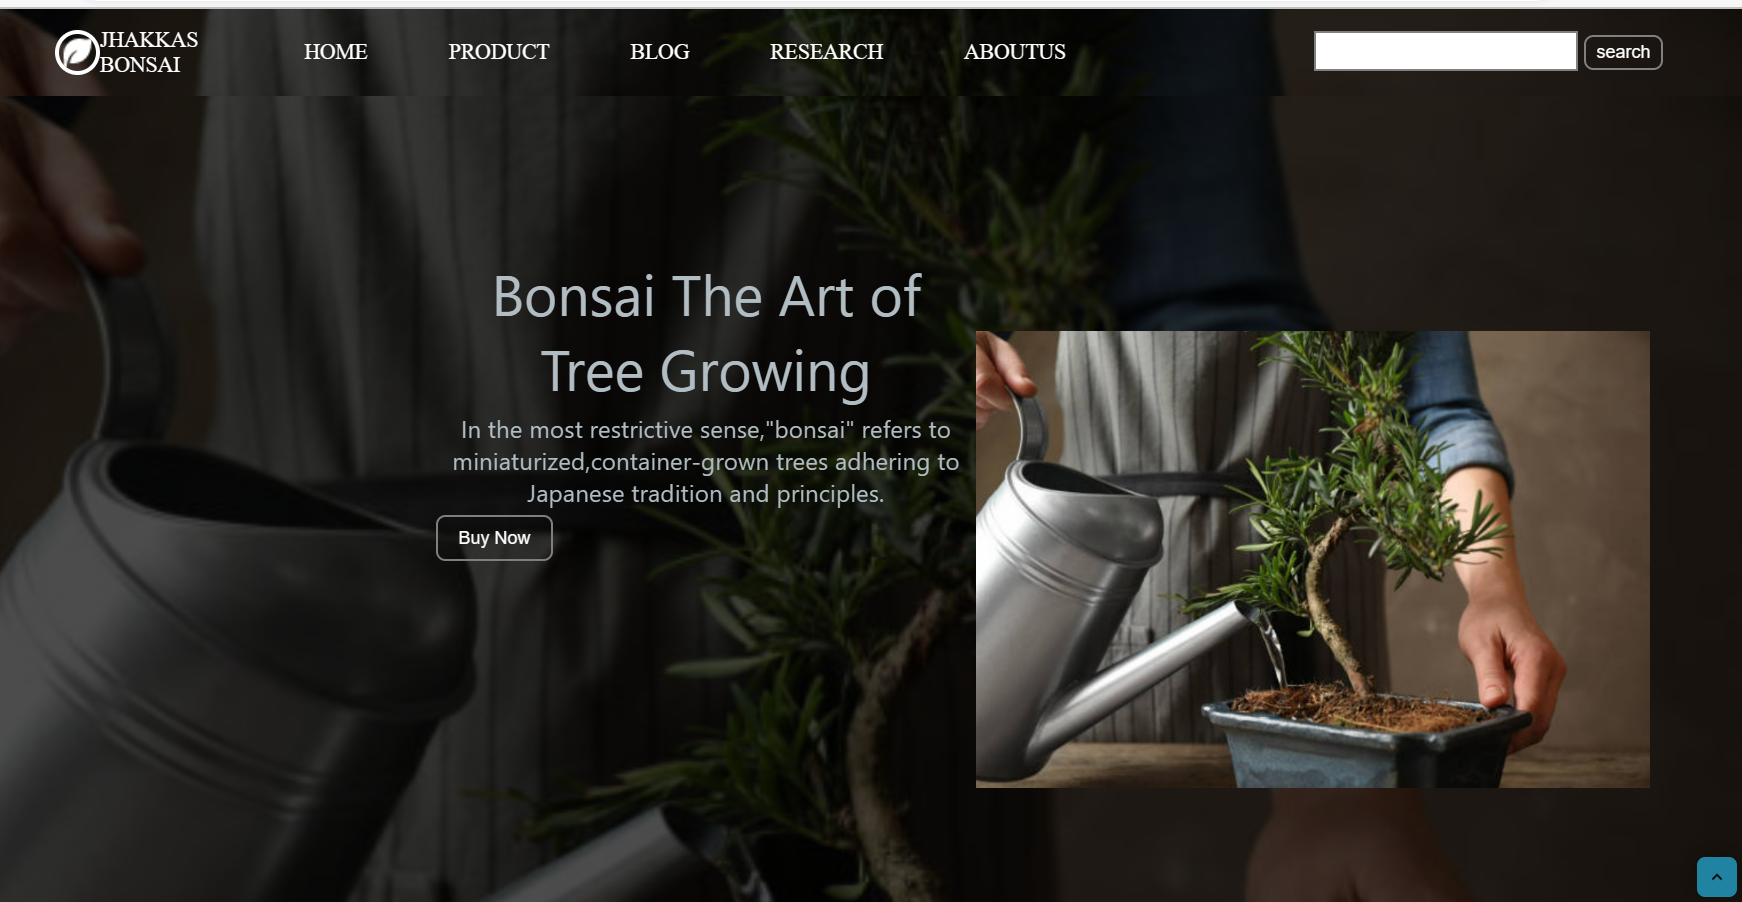 JHAKKAS
BONSAI
HOME
PRODUCT
BLOG
RESEARCH
ABOUTUS
search
Bonsai The Art of
Tree Growing
In the most restrictive sense,"bonsai" refers to
miniaturized,container-grown trees adhering to
Japanese tradition and principles.
Buy Now